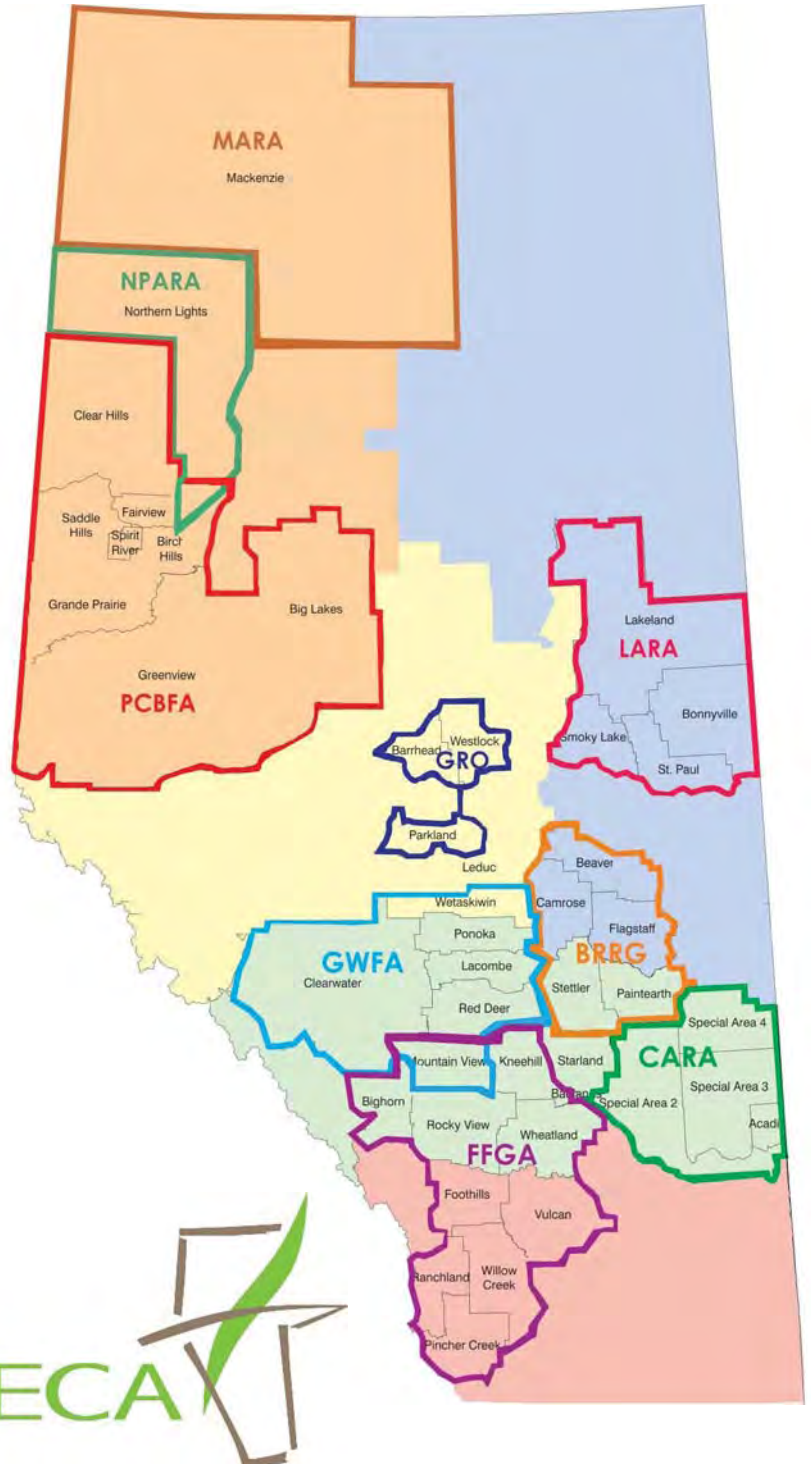 MARA
Mackenzie
NPARA
Northern Lights
Clear Hills
Saddle
Hills
Fairview
Spirit
River
Birch
Hills
Grande Prairie
Big Lakes
Greenview
PCBFA
Lakeland
LARA
Bonnyville
Smoky Lake
St. Paul
Barrhead
Westlock
GRO
Parkland
Leduc
Beaver
Camrose
Flagstaff
BRRG
Stettler
Paintearth
Wetaskiwin
Ponoka
GWFA
Lacombe
Clearwater
Red Deer
Special Area 4
CARA
Special Area 3
Special Area 2
Acadi
Mountain View
Kneehill
Starland
Bighorn
Rocky View
Wheatland
FFGA
Foothills
Vulcan
Ranchland
Willow
Creek
Pincher Creek
ECA